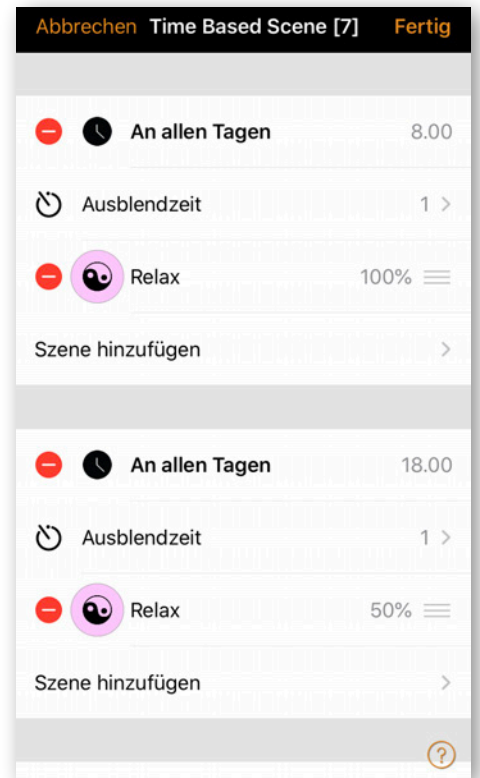 Abbrechen Time Based Scene [7] Fertig
An allen Tagen 8.00
Ausblendzeit 1 >
Relax 100%
Szene hinzufügen >
An allen Tagen 18.00
Ausblendzeit 1 >
Relax 50%
Szene hinzufügen >
?